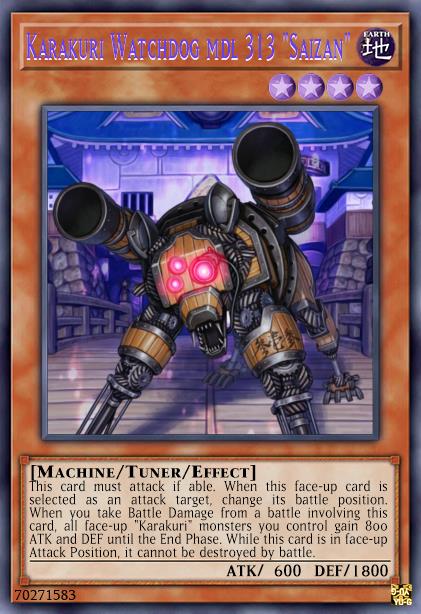 Karakuri Watchdog mdl 313 "Saizan"
EARTH
地
[Machine/Tuner/Effect]
This card must attack if able. When this face-up card is
selected as an attack target, change its battle position.
When you take Battle Damage from a battle involving this
card, all face-up "Karakuri" monsters you control gain 800
ATK and DEF until the End Phase. While this card is in face-up
Attack Position, it cannot be destroyed by battle.
ATK/ 600 DEF/1800
70271583